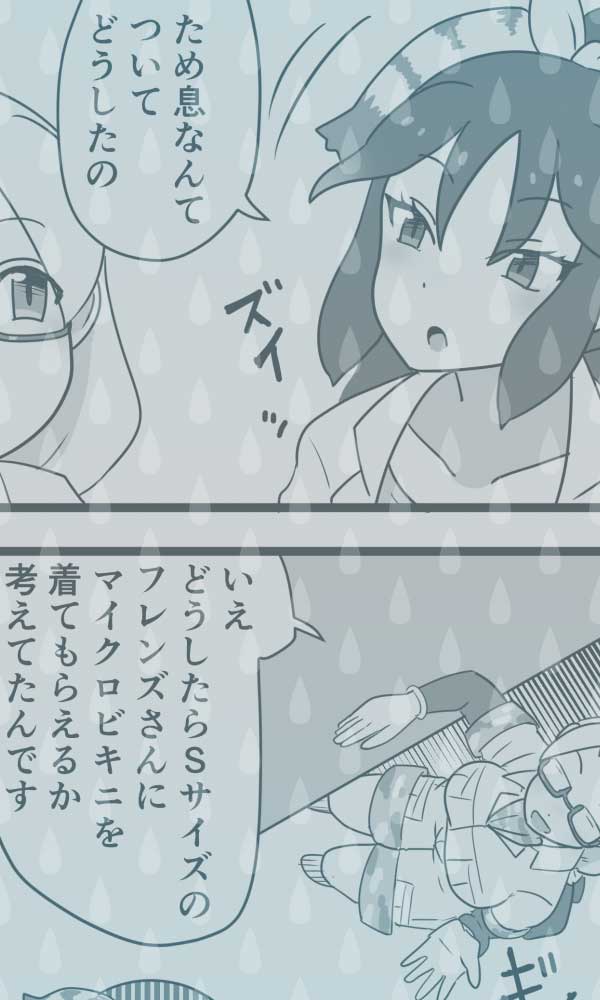 ため息なんて
ついて
どうしたの
ズイッ
いえ
どうしたらＳサイズの
フレンズさんに
マイクロビキニを
着てもらえるか
考えてたんです